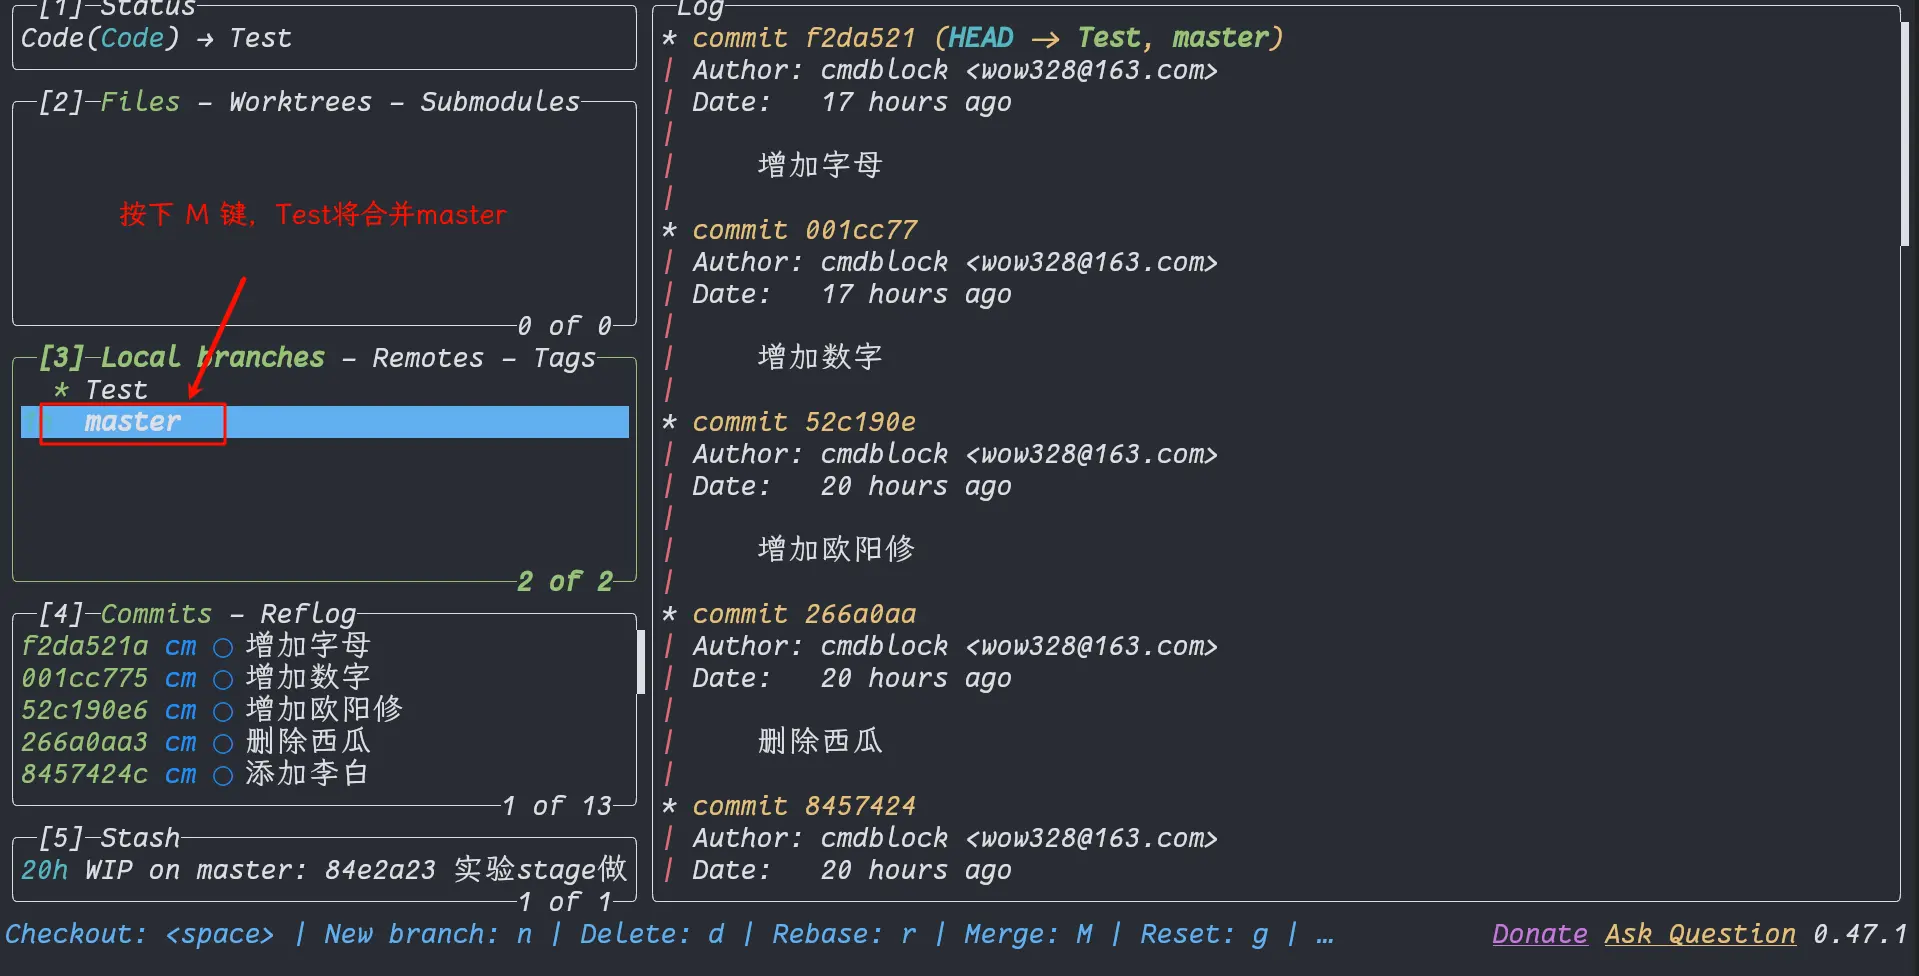 [1] Status
Code(Code) → Test
[2] Files - Worktrees - Submodules
按下 M 键，Test将合并master
0 of 0
[3] Local branches - Remotes - Tags
* Test
master
2 of 2
[4] Commits - Reflog
f2da521a cm ○ 增加字母
001cc775 cm ○ 增加数字
52c190e6 cm ○ 增加欧阳修
266a0aa3 cm ○ 删除西瓜
8457424c cm ○ 添加李白
1 of 13
[5] Stash
20h WIP on master: 84e2a23 实验stage做
1 of 1
Log
* commit f2da521 (HEAD → Test, master)
| Author: cmdblock <wow328@163.com>
| Date: 17 hours ago
|
| 增加字母
|
* commit 001cc77
| Author: cmdblock <wow328@163.com>
| Date: 17 hours ago
|
| 增加数字
|
* commit 52c190e
| Author: cmdblock <wow328@163.com>
| Date: 20 hours ago
|
| 增加欧阳修
|
* commit 266a0aa
| Author: cmdblock <wow328@163.com>
| Date: 20 hours ago
|
| 删除西瓜
|
* commit 8457424
| Author: cmdblock <wow328@163.com>
| Date: 20 hours ago
Checkout: <space> | New branch: n | Delete: d | Rebase: r | Merge: M | Reset: g | … Donate Ask Question 0.47.1